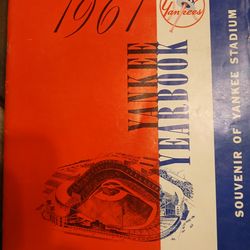 1961
Yankees
YANKEE
YEARBOOK
SOUVENIR OF YANKEE STADIUM